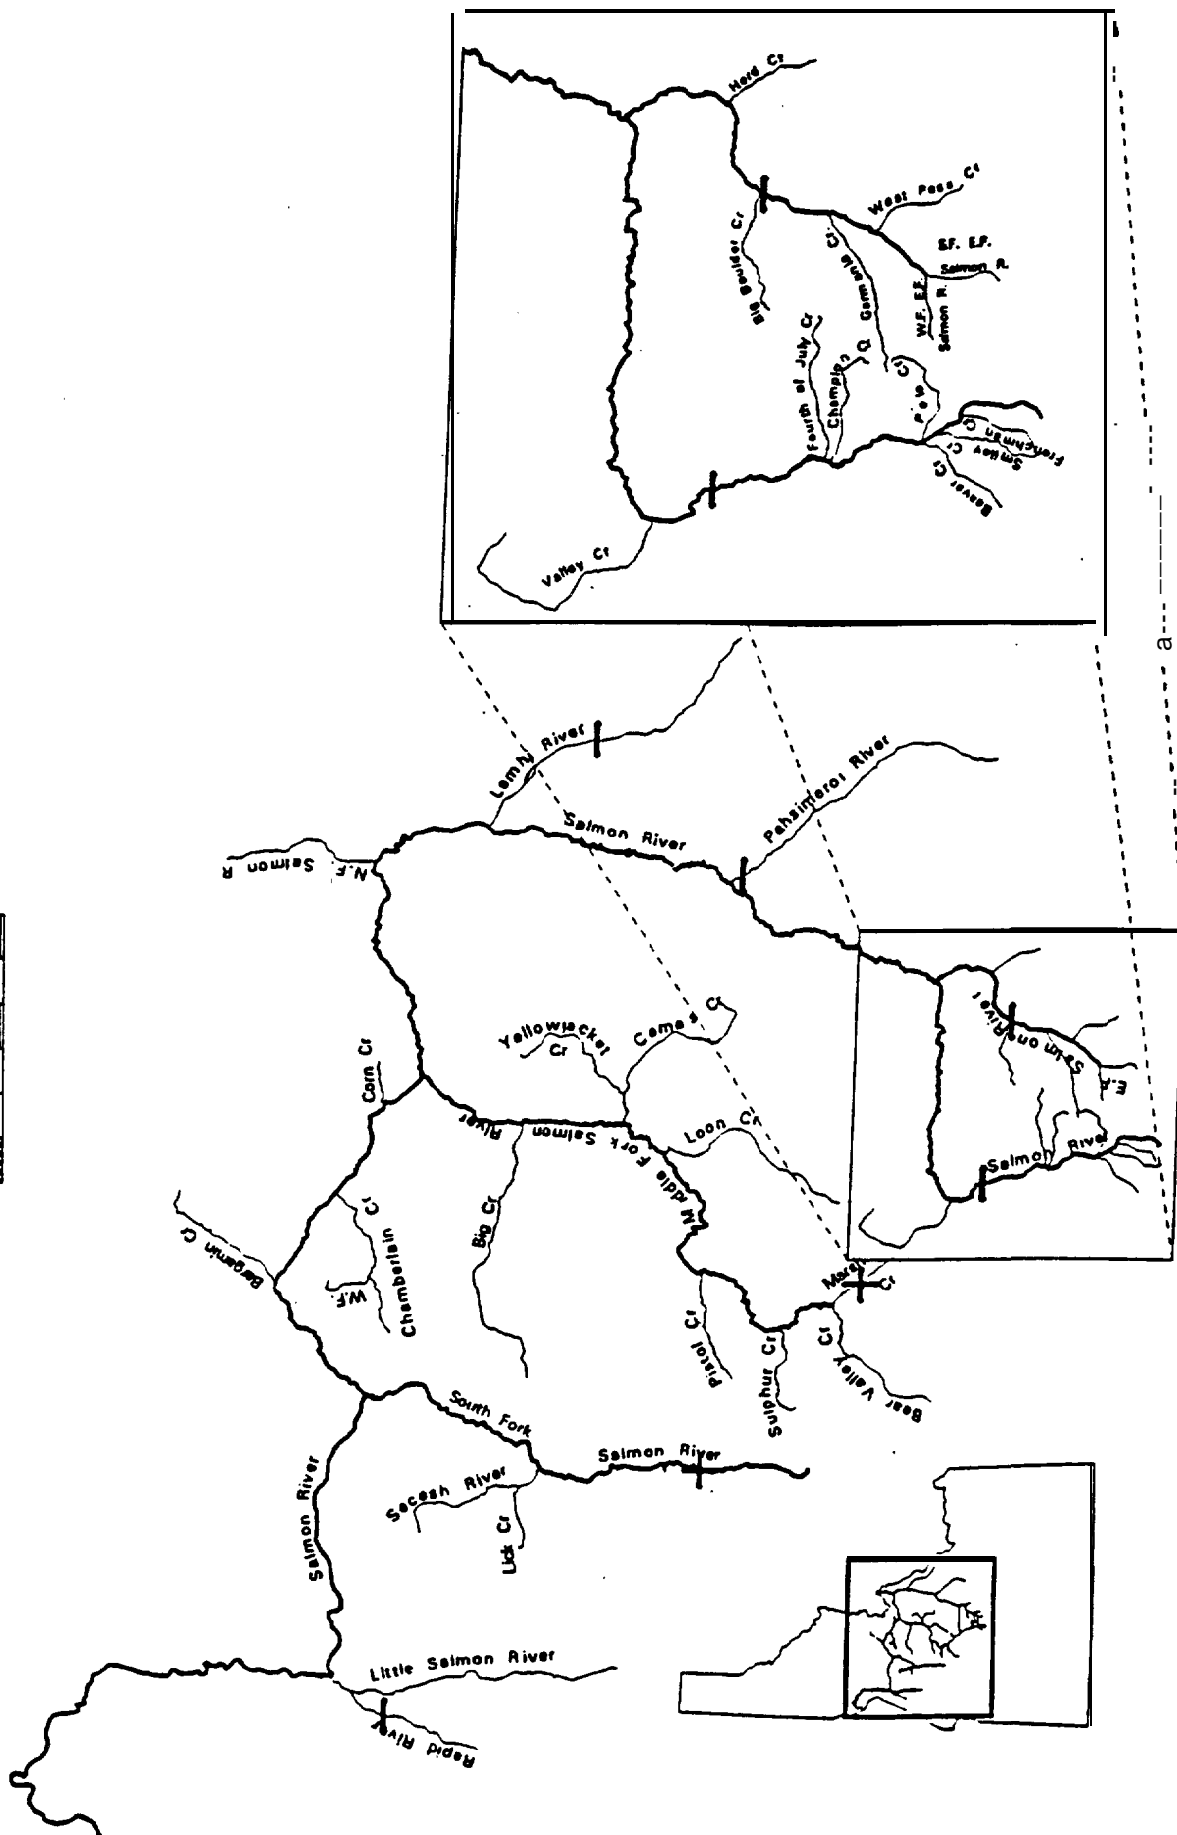 Herd Cr
West Pass Cr
S.F. E.F.
Salmon R.
W.F. E.F.
Salmon R.
Big Boulder Cr
Germania Cr
Fourth of July Cr
Champion Cr
Pole Cr
Frenchman Cr
Smiley Cr
Beaver Cr
Valley Cr
a
Lemhi River
Salmon River
Pahsimeroi River
N.F. Salmon R
Corn Cr
Yellowjacket
Cr
Camas Cr
Loon Cr
Middle Fork Salmon River
Big Cr
Bargamin Cr
Chamberlain Cr
W.F.
E.F. Salmon River
Salmon River
Marsh
Cr
Pistol Cr
Sulphur Cr
Bear Valley Cr
South Fork
Salmon River
Secesh River
Lick Cr
Salmon River
Little Salmon River
Rapid River